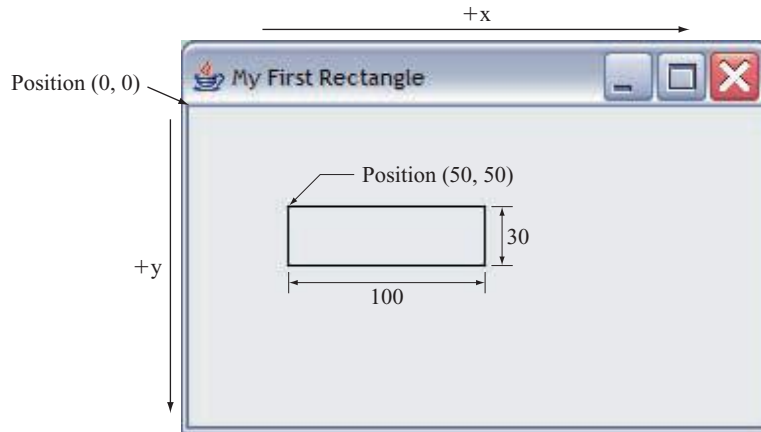 +x
My First Rectangle
Position (0, 0)
Position (50, 50)
30
+y
100